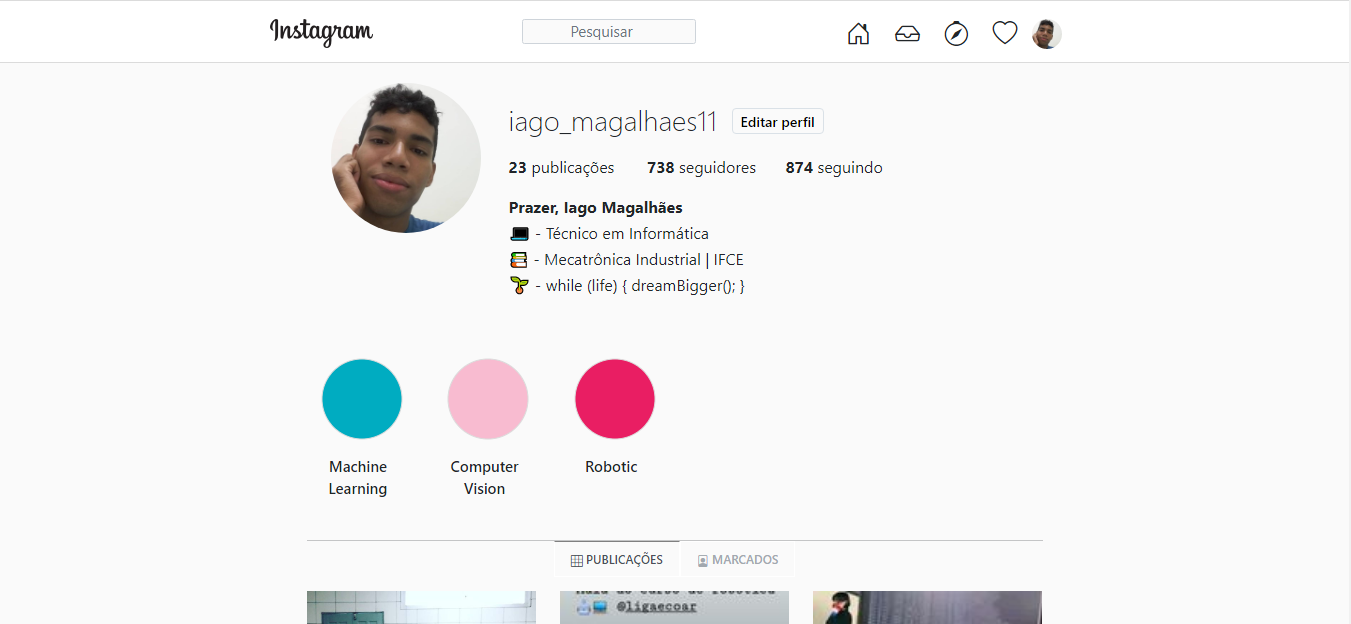 Instagram
Pesquisar
iago_magalhaes11 Editar perfil
23 publicações 738 seguidores 874 seguindo
Prazer, Iago Magalhães
💻 - Técnico em Informática
📚 - Mecatrônica Industrial | IFCE
🌱 - while (life) { dreamBigger(); }
Machine
Learning
Computer
Vision
Robotic
PUBLICAÇÕES MARCADOS
@ligaecoar